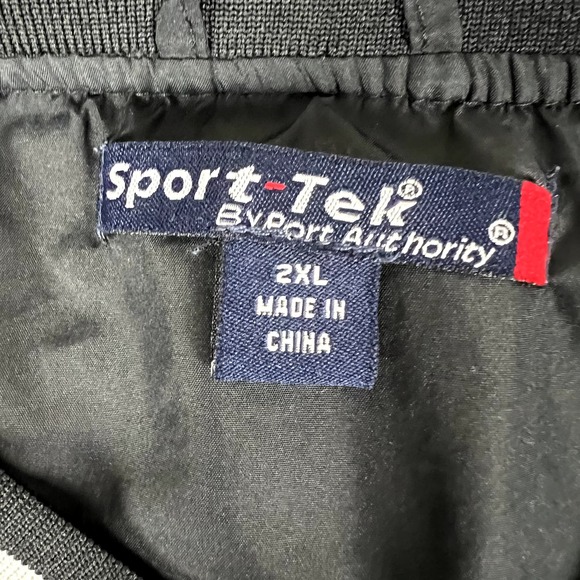 Sport-Tek®
By Port Authority®
2XL
MADE IN
CHINA